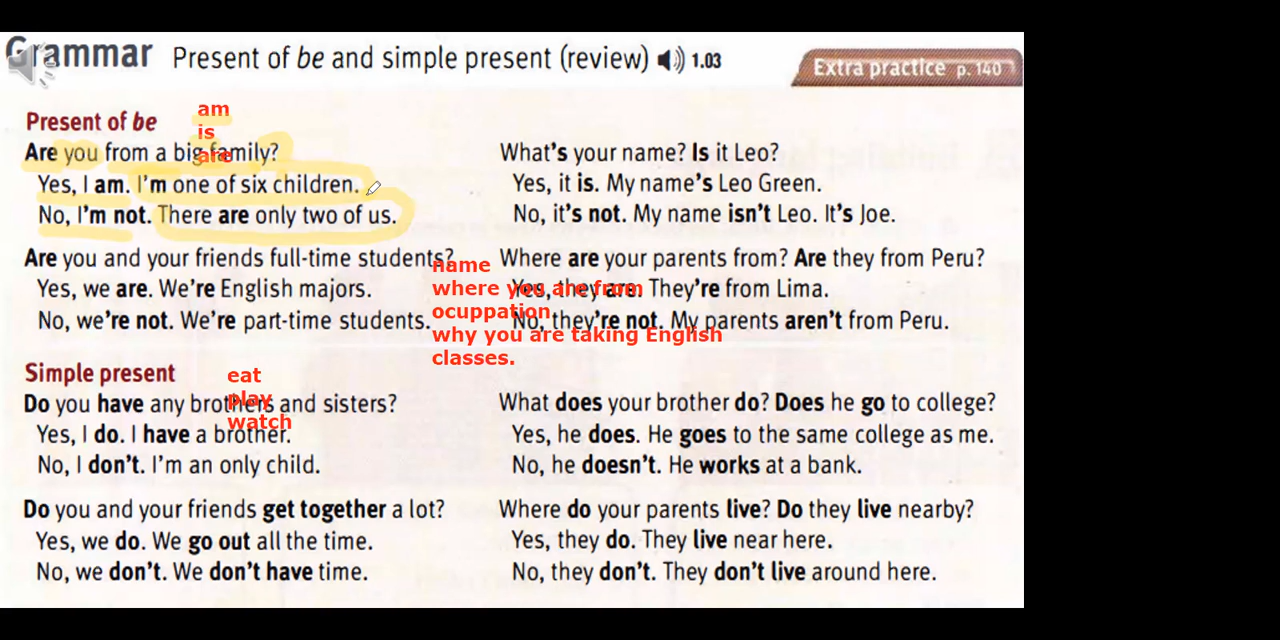 Grammar Present of be and simple present (review) 1.03
Extra practice p. 140
Present of be
am
is
are
Are you from a big family?
Yes, I am. I'm one of six children.
No, I'm not. There are only two of us.
What's your name? Is it Leo?
Yes, it is. My name's Leo Green.
No, it's not. My name isn't Leo. It's Joe.
Are you and your friends full-time students?
Yes, we are. We're English majors.
No, we're not. We're part-time students.
Where are your parents from? Are they from Peru?
Yes, they are. They're from Lima.
No, they're not. My parents aren't from Peru.
name
where you are from
ocuppation
why you are taking English
classes.
Simple present
eat
play
watch
Do you have any brothers and sisters?
Yes, I do. I have a brother.
No, I don't. I'm an only child.
What does your brother do? Does he go to college?
Yes, he does. He goes to the same college as me.
No, he doesn't. He works at a bank.
Do you and your friends get together a lot?
Yes, we do. We go out all the time.
No, we don't. We don't have time.
Where do your parents live? Do they live nearby?
Yes, they do. They live near here.
No, they don't. They don't live around here.